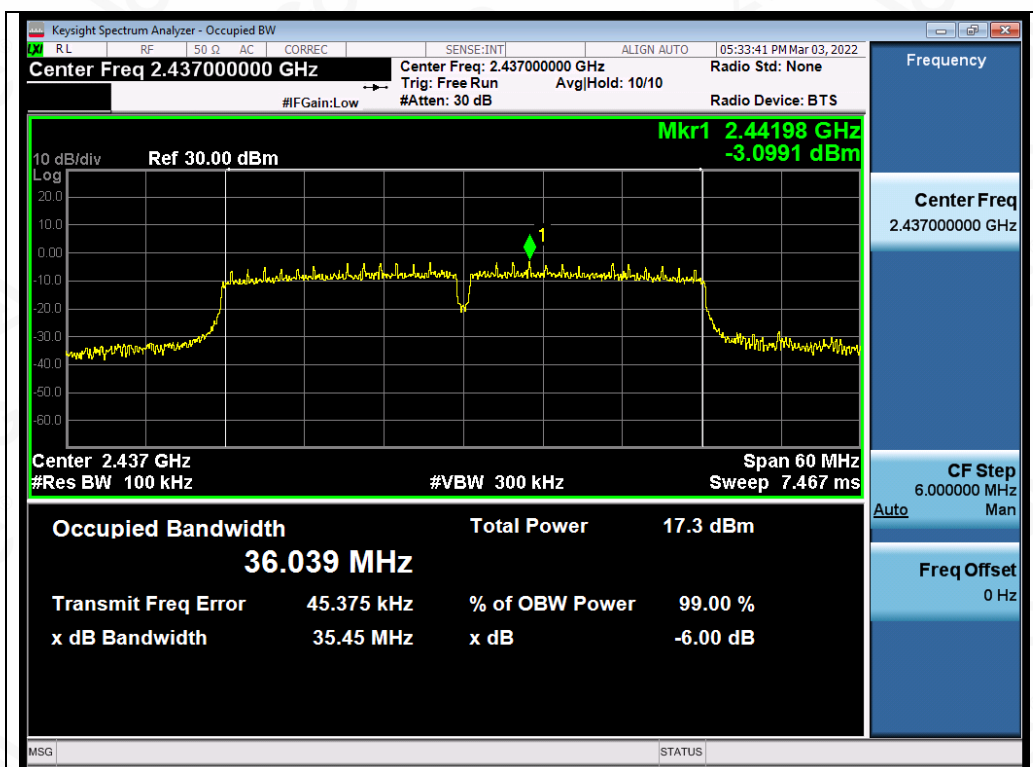 Keysight Spectrum Analyzer - Occupied BW
LXI RL RF 50 Ω AC CORREC SENSE:INT ALIGN AUTO 05:33:41 PM Mar 03, 2022
Center Freq 2.437000000 GHz
Center Freq: 2.437000000 GHz
Radio Std: None
Trig: Free Run Avg|Hold: 10/10
#IFGain:Low
#Atten: 30 dB
Radio Device: BTS
Mkr1 2.44198 GHz
-3.0991 dBm
10 dB/div Ref 30.00 dBm
Log
20.0
10.0
0.00
-10.0
-20.0
-30.0
-40.0
-50.0
-60.0
1
Center 2.437 GHz Span 60 MHz
#Res BW 100 kHz #VBW 300 kHz Sweep 7.467 ms
Occupied Bandwidth Total Power 17.3 dBm
36.039 MHz
Transmit Freq Error 45.375 kHz % of OBW Power 99.00 %
x dB Bandwidth 35.45 MHz x dB -6.00 dB
Frequency
Center Freq
2.437000000 GHz
CF Step
6.000000 MHz
Auto Man
Freq Offset
0 Hz
MSG STATUS